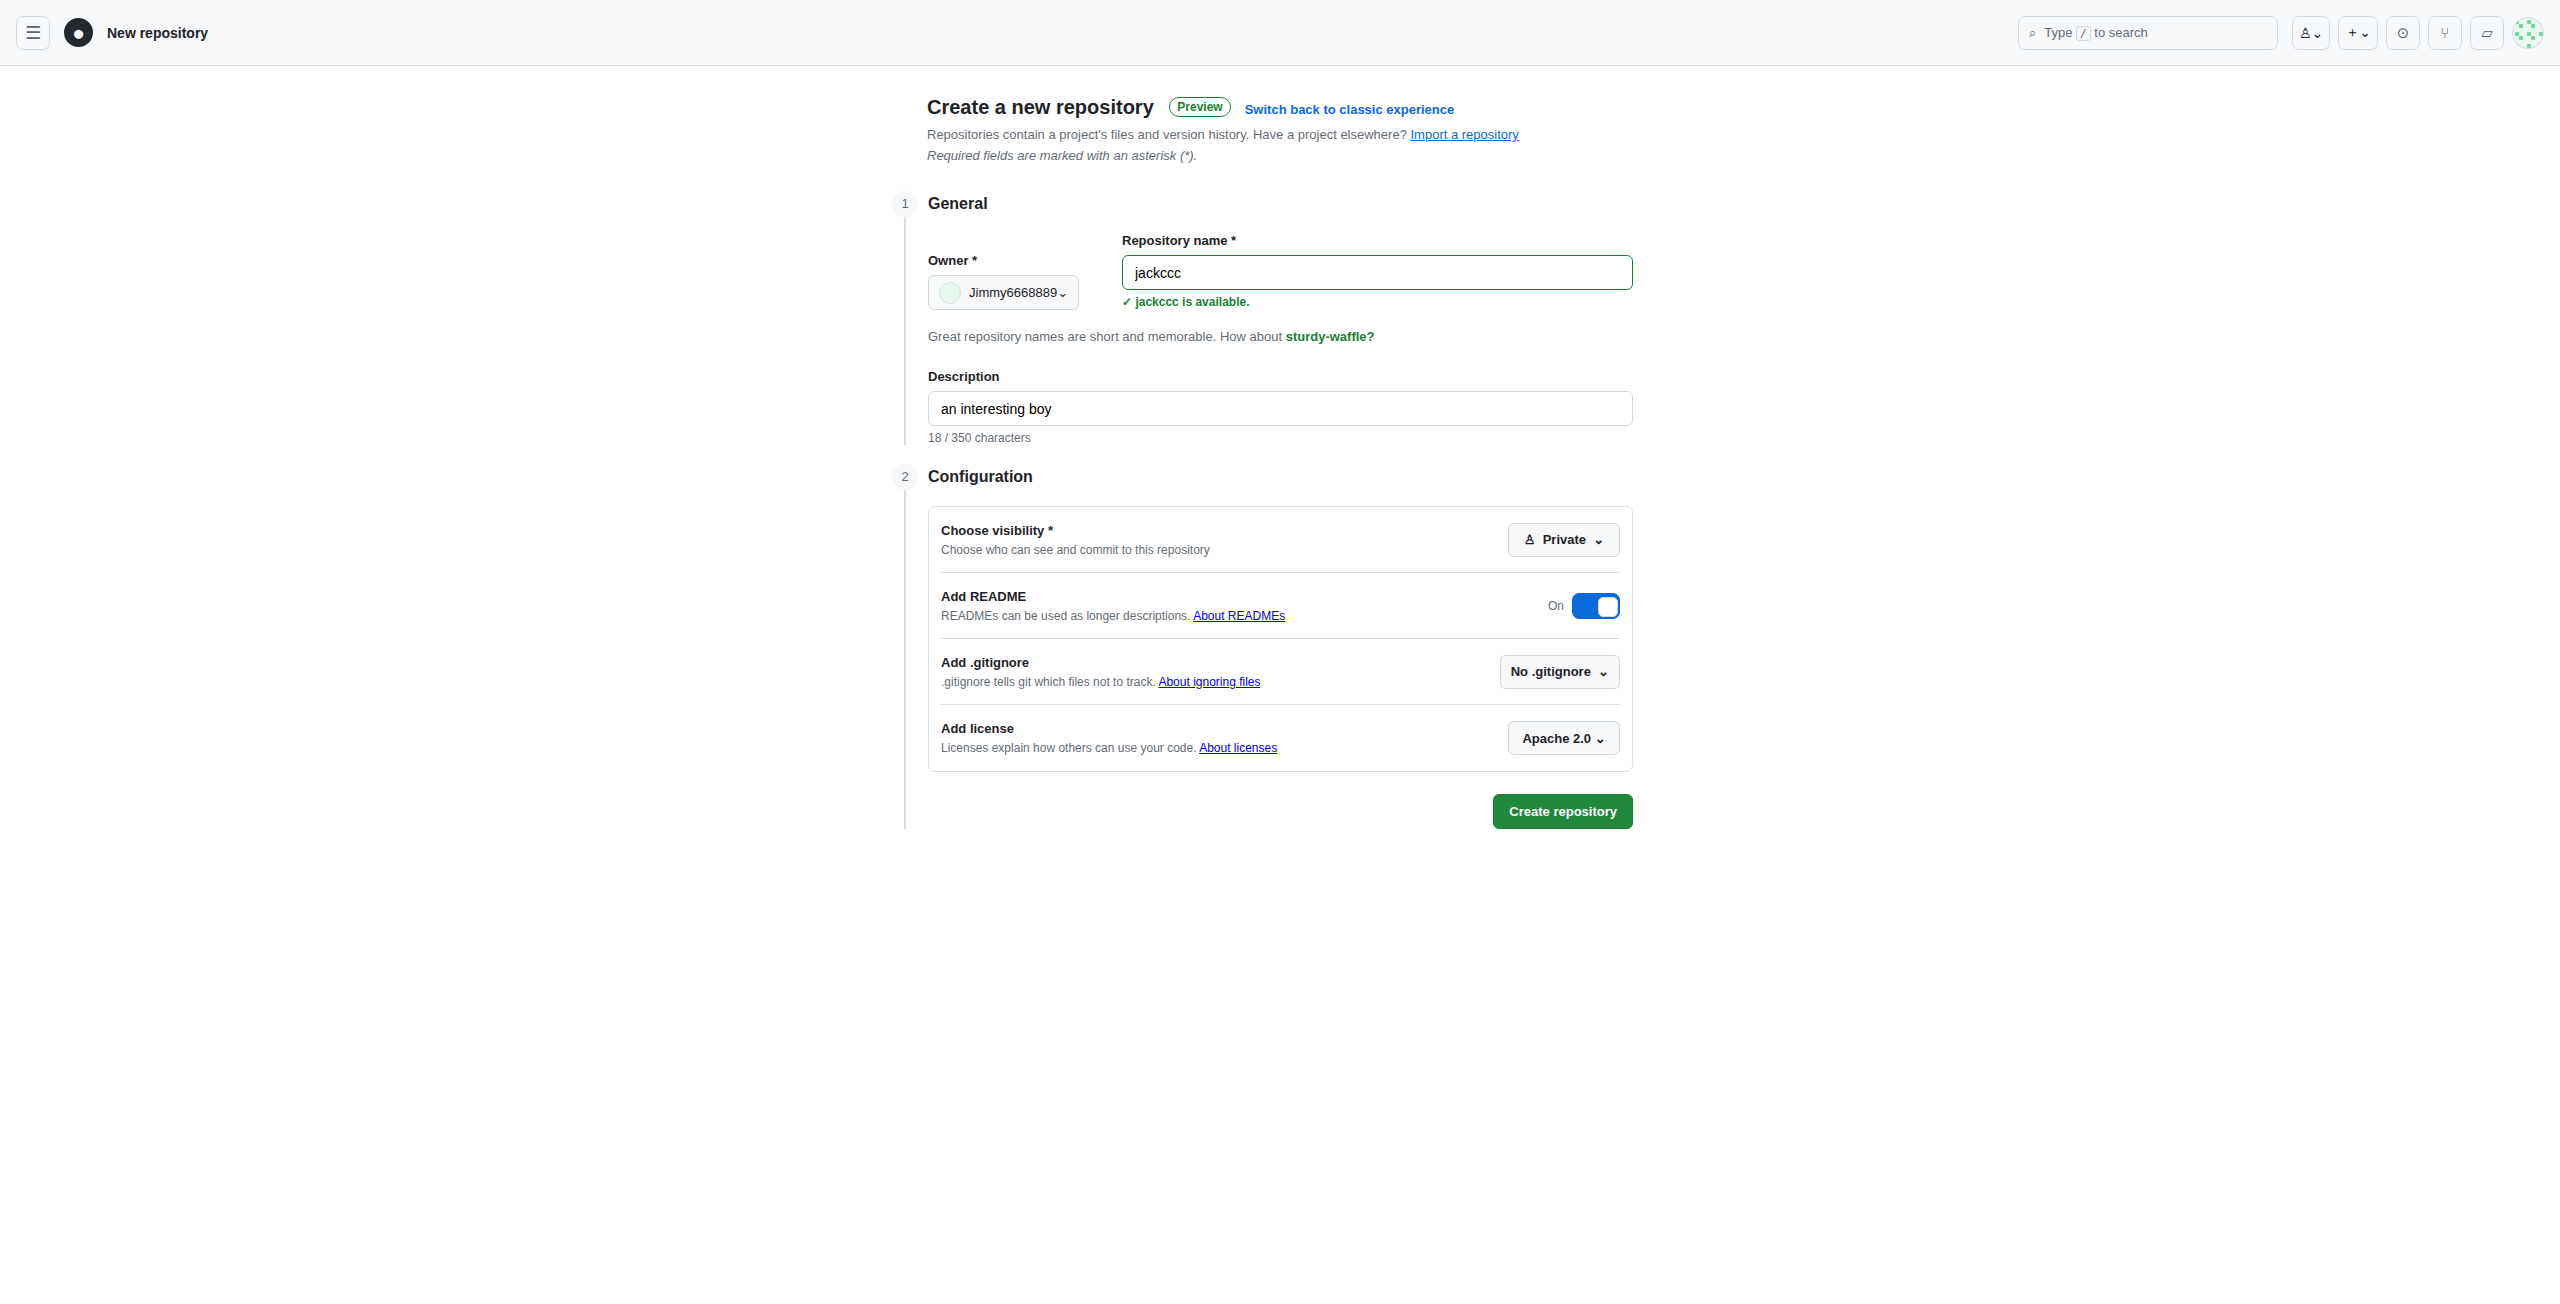 New repository
Type / to search
Create a new repository Preview Switch back to classic experience
Repositories contain a project's files and version history. Have a project elsewhere? Import a repository
Required fields are marked with an asterisk (*).
1 General
Repository name *
Owner *
jackccc
Jimmy6668889
✓ jackccc is available.
Great repository names are short and memorable. How about sturdy-waffle?
Description
an interesting boy
18 / 350 characters
2 Configuration
Choose visibility *
Choose who can see and commit to this repository
Private
Add README
READMEs can be used as longer descriptions. About READMEs
On
Add .gitignore
.gitignore tells git which files not to track. About ignoring files
No .gitignore
Add license
Licenses explain how others can use your code. About licenses
Apache 2.0
Create repository